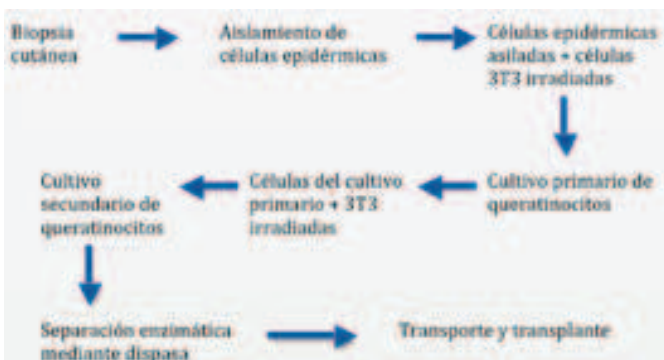 Biopsia
cutánea
Aislamiento de
células epidérmicas
Células epidérmicas
asiladas + células
3T3 irradiadas
Cultivo primario de
queratinocitos
Células del cultivo
primario + 3T3
irradiadas
Cultivo
secundario de
queratinocitos
Separación enzimática
mediante dispasa
Transporte y transplante